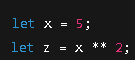 let x = 5;
let z = x ** 2;